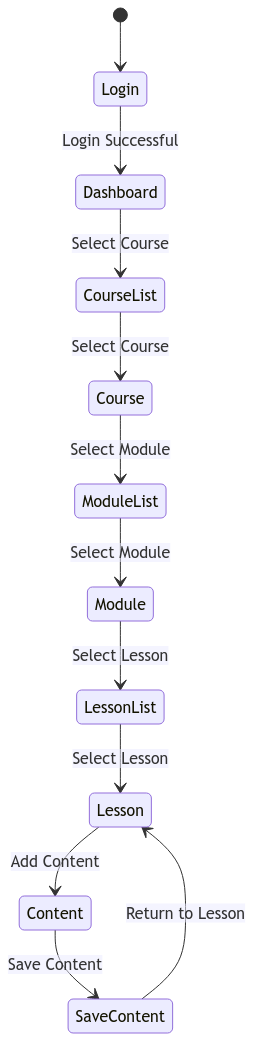 Login
Login Successful
Dashboard
Select Course
CourseList
Select Course
Course
Select Module
ModuleList
Select Module
Module
Select Lesson
LessonList
Select Lesson
Lesson
Add Content
Content
Return to Lesson
Save Content
SaveContent